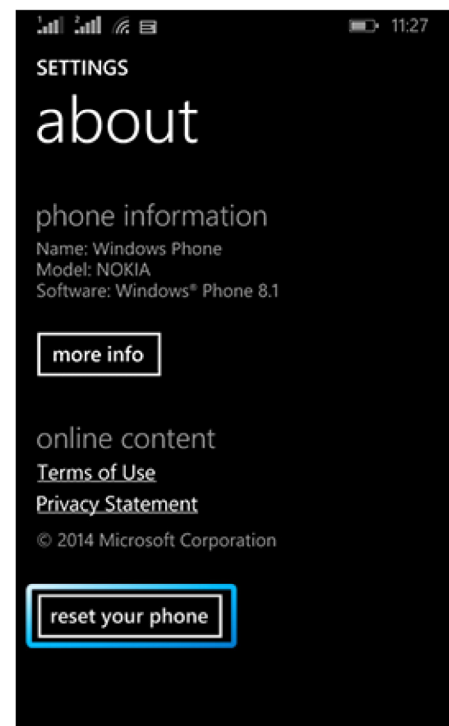 11:27
SETTINGS
about
phone information
Name: Windows Phone
Model: NOKIA
Software: Windows® Phone 8.1
more info
online content
Terms of Use
Privacy Statement
© 2014 Microsoft Corporation
reset your phone